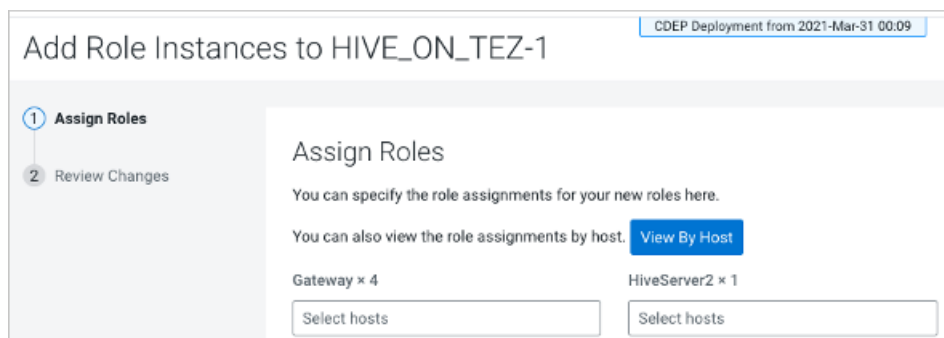 CDEP Deployment from 2021-Mar-31 00:09
Add Role Instances to HIVE_ON_TEZ-1
1 Assign Roles
2 Review Changes
Assign Roles
You can specify the role assignments for your new roles here.
You can also view the role assignments by host. View By Host
Gateway × 4
HiveServer2 × 1
Select hosts
Select hosts